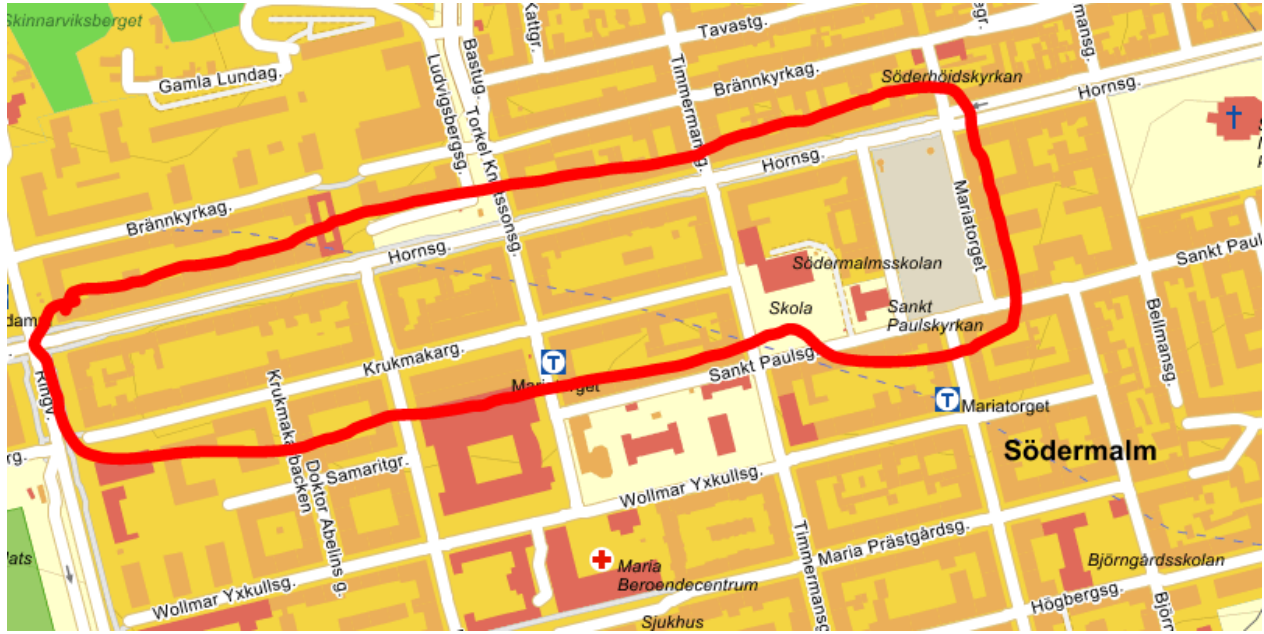 Skinnarviksberget
Gamla Lundag.
Ludvigsbergsg.
Bastug.
Torkel Knutssonsg.
Kattgr.
Timmermansg.
Tavastg.
Brännkyrkag.
Söderhöjdskyrkan
Hornsg.
Brännkyrkag.
Hornsg.
Hornsg.
Mariatorget
Södermalmsskolan
Skola
Sankt
Paulskyrkan
Sankt Paulsg.
Bellmansg.
Ringv.
Krukmakarg.
Krukmakarbacken
Mariatorget
Sankt Paulsg.
T
T
Mariatorget
Södermalm
Samaritgr.
Doktor Abelins g.
Wollmar Yxkullsg.
Wollmar Yxkullsg.
Maria
Beroendecentrum
Sjukhus
Timmermansg.
Maria Prästgårdsg.
Björngårdsskolan
Högbergsg.